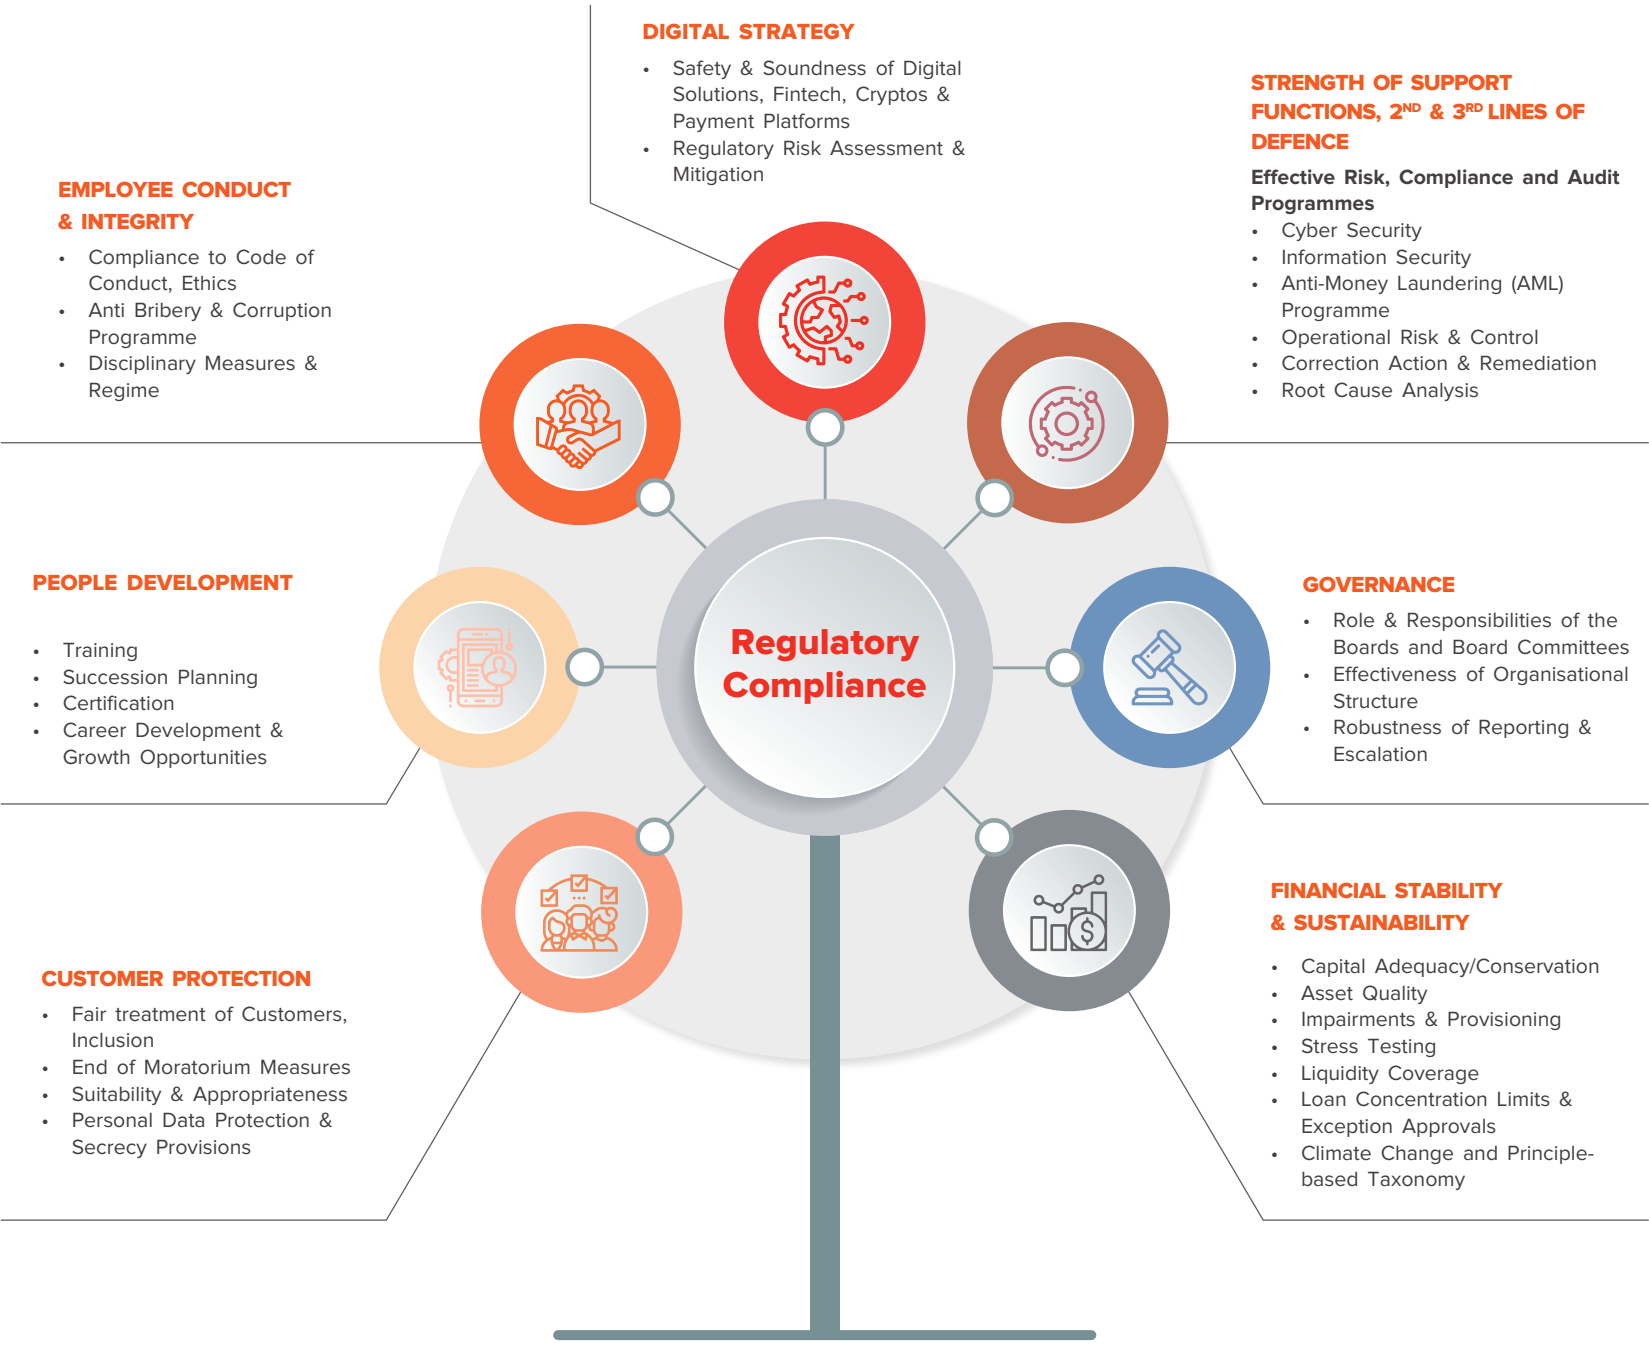 DIGITAL STRATEGY
• Safety & Soundness of Digital
Solutions, Fintech, Cryptos &
Payment Platforms
• Regulatory Risk Assessment &
Mitigation
STRENGTH OF SUPPORT
FUNCTIONS, 2ND & 3RD LINES OF
DEFENCE
Effective Risk, Compliance and Audit
Programmes
• Cyber Security
• Information Security
• Anti-Money Laundering (AML)
Programme
• Operational Risk & Control
• Correction Action & Remediation
• Root Cause Analysis
EMPLOYEE CONDUCT
& INTEGRITY
• Compliance to Code of
Conduct, Ethics
• Anti Bribery & Corruption
Programme
• Disciplinary Measures &
Regime
PEOPLE DEVELOPMENT
• Training
• Succession Planning
• Certification
• Career Development &
Growth Opportunities
Regulatory
Compliance
GOVERNANCE
• Role & Responsibilities of the
Boards and Board Committees
• Effectiveness of Organisational
Structure
• Robustness of Reporting &
Escalation
CUSTOMER PROTECTION
• Fair treatment of Customers,
Inclusion
• End of Moratorium Measures
• Suitability & Appropriateness
• Personal Data Protection &
Secrecy Provisions
FINANCIAL STABILITY
& SUSTAINABILITY
• Capital Adequacy/Conservation
• Asset Quality
• Impairments & Provisioning
• Stress Testing
• Liquidity Coverage
• Loan Concentration Limits &
Exception Approvals
• Climate Change and Principle-
based Taxonomy
$